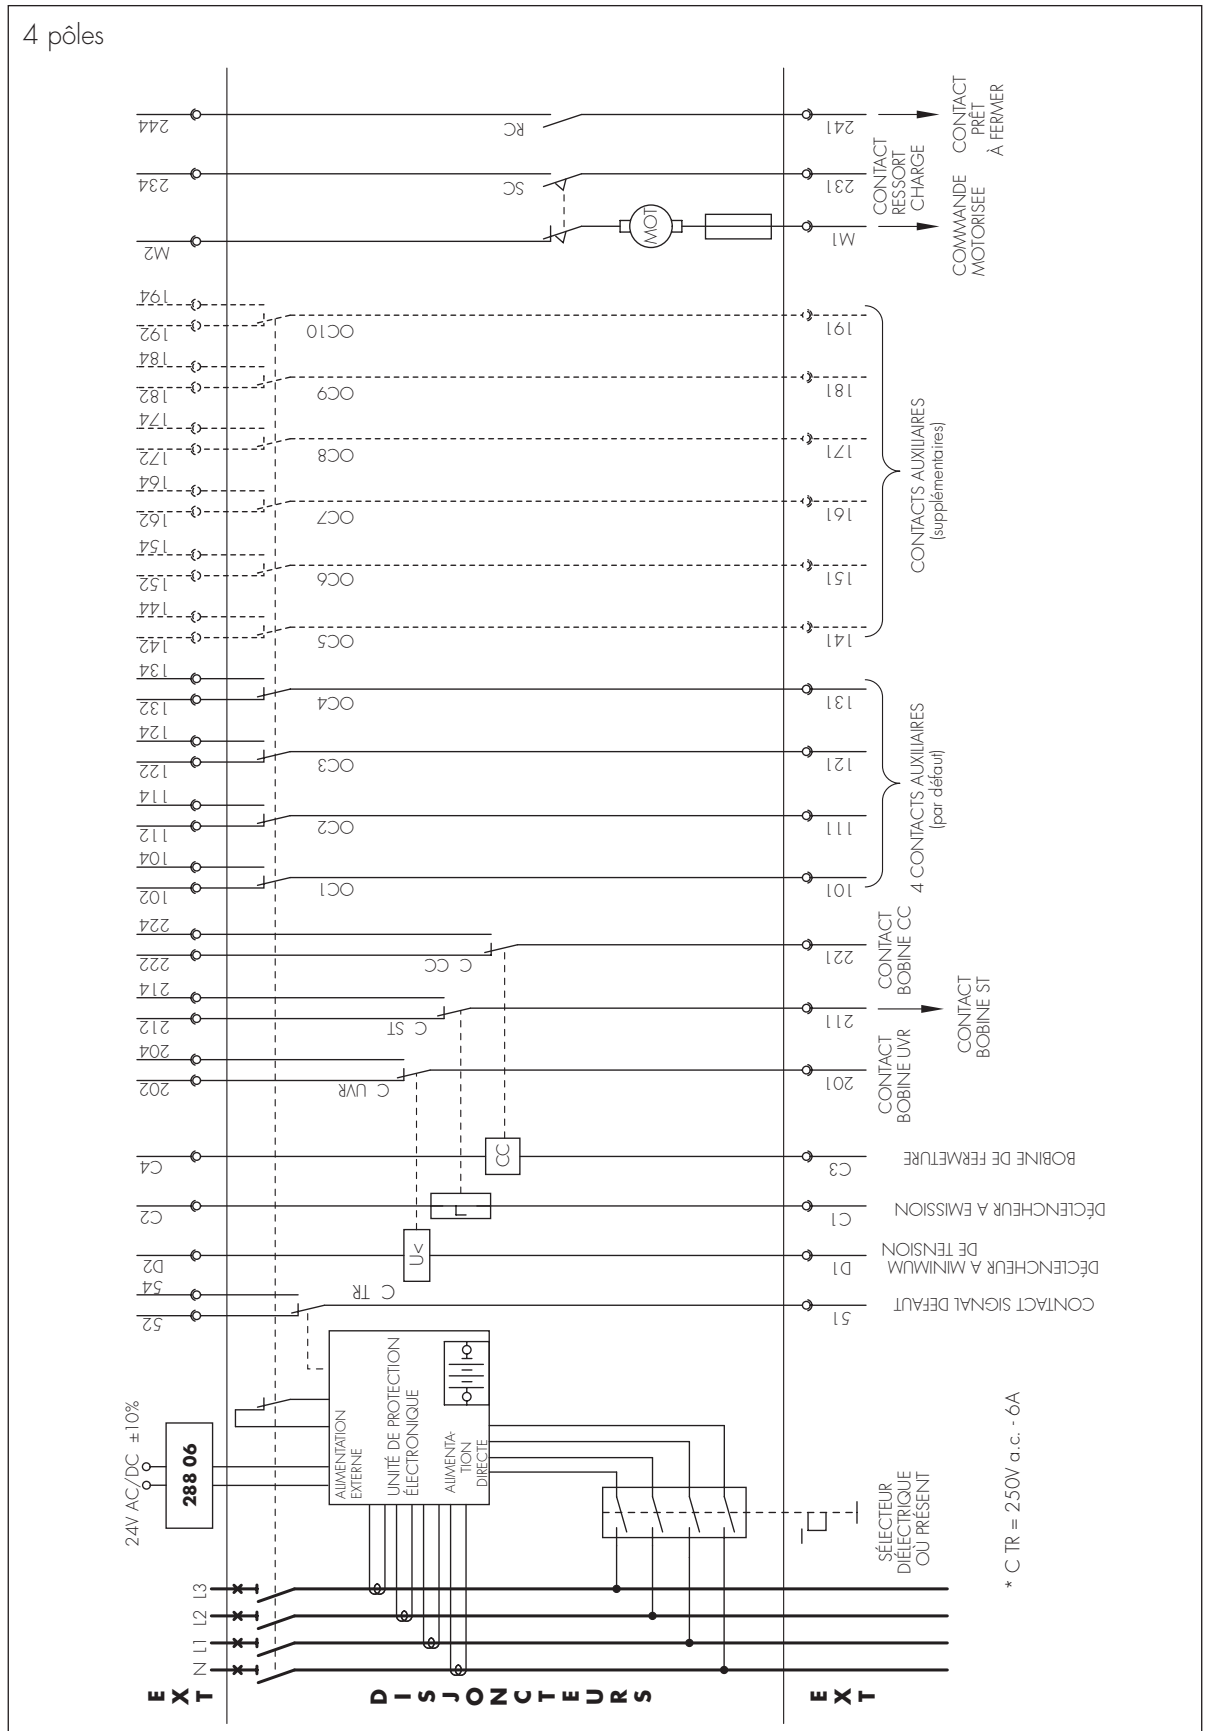 4 pôles
244
RC
241
CONTACT
PRÊT
À FERMER
234
SC
231
CONTACT
RESSORT
CHARGE
M2
MOT
M1
COMMANDE
MOTORISEE
194
192
OC10
191
184
182
OC9
181
174
172
OC8
171
164
162
OC7
161
154
152
OC6
151
144
142
OC5
141
CONTACTS AUXILIAIRES
(supplémentaires)
134
132
OC4
131
124
122
OC3
121
114
112
OC2
111
104
102
OC1
101
4 CONTACTS AUXILIAIRES
(par défaut)
224
222
C CC
221
CONTACT
BOBINE CC
214
212
C ST
211
CONTACT
BOBINE ST
204
202
C UVR
201
CONTACT
BOBINE UVR
C4
CC
C3
BOBINE DE FERMETURE
C2
C1
DÉCLENCHEUR A EMISSION
D2
U<
D1
DÉCLENCHEUR A MINIMUM
DE TENSION
54
52
C TR
51
CONTACT SIGNAL DEFAUT
24V AC/DC ±10%
288 06
ALIMENTATION
EXTERNE
UNITÉ DE PROTECTION
ÉLECTRONIQUE
ALIMENTA-
TION
DIRECTE
SÉLECTEUR
DIÉLECTRIQUE
OÙ PRÉSENT
* C TR = 250V a.c. - 6A
L3
L2
L1
N
EXT
DISJONCTEURS
EXT